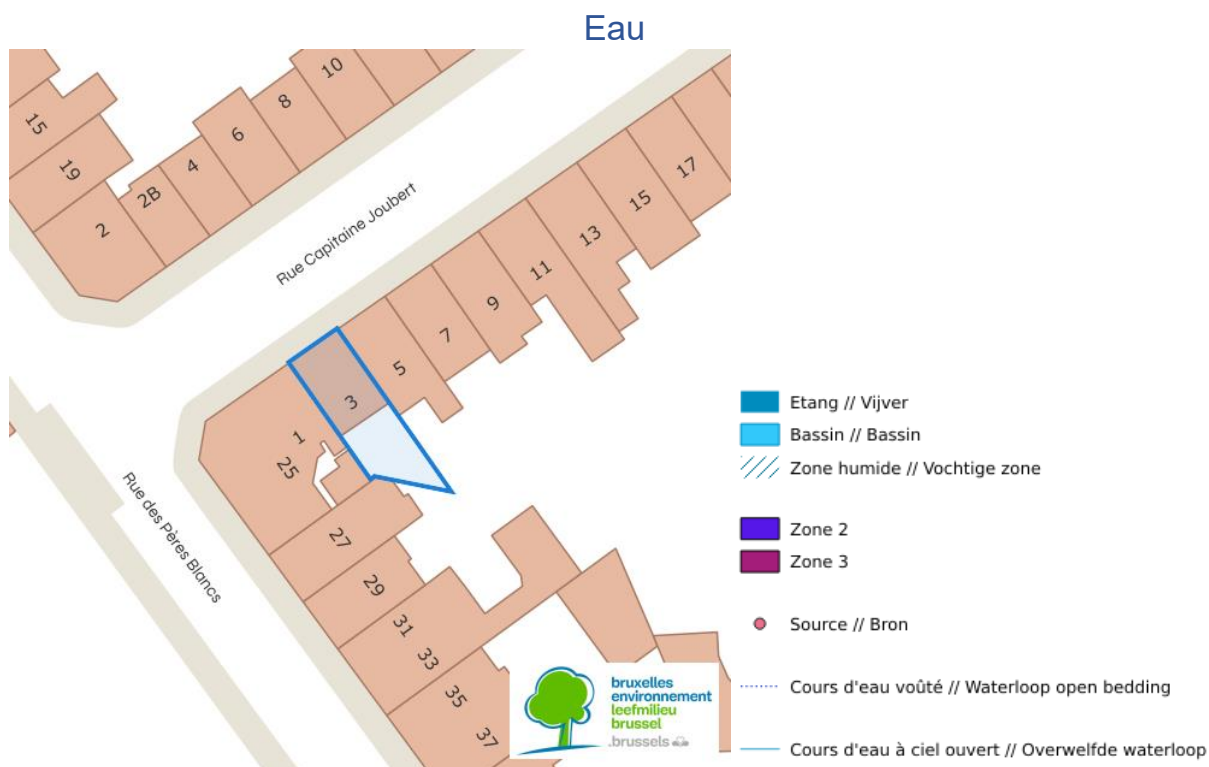 Eau
10
8
6
4
2B
2
15
19
Rue Capitaine Joubert
17
15
13
11
9
7
5
3
1
25
27
29
31
33
35
37
Rue des Pères Blancs
bruxelles
environnement
leefmilieu
brussel
.brussels
Etang // Vijver
Bassin // Bassin
Zone humide // Vochtige zone
Zone 2
Zone 3
Source // Bron
Cours d'eau voûté // Waterloop open bedding
Cours d'eau à ciel ouvert // Overwelfde waterloop